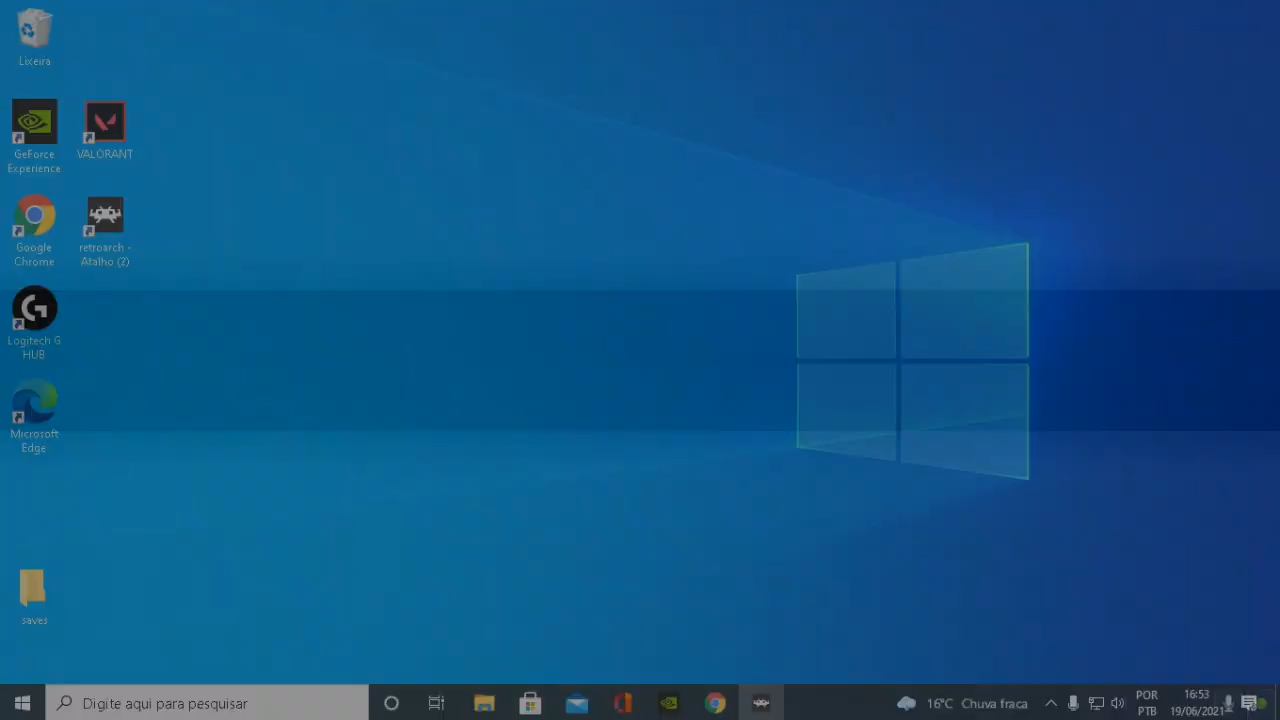 Lixeira
GeForce
Experience
VALORANT
Google
Chrome
retroarch -
Atalho (2)
Logitech G
HUB
Microsoft
Edge
saves
Digite aqui para pesquisar
16°C Chuva fraca
POR
PTB
16:53
19/06/2021